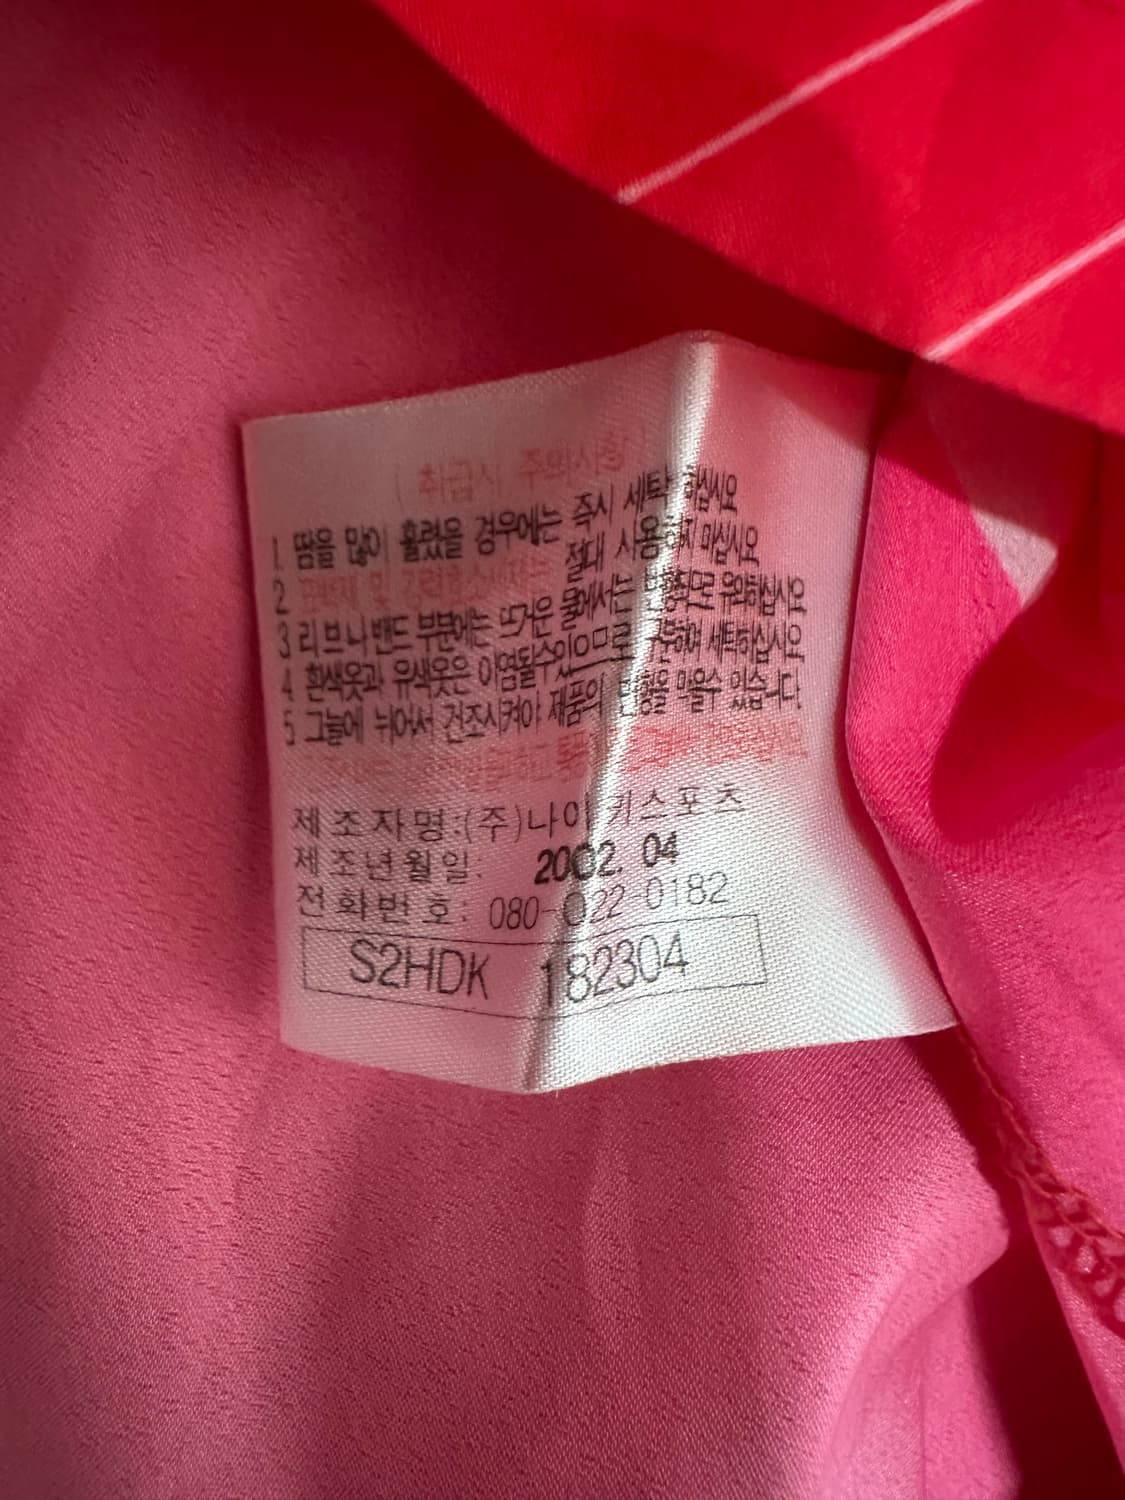 ( 취급시 주의사항
1 땀을 많이 흘렸을 경우에는 즉시 세탁 하십시오
2 표백제 및 절대 사용하지 마십시오
3 리브나밴드 부분에는 뜨거운 물에서는 변형되므로 유의하십시오
4 흰색옷과 유색옷은 이염될수있으므로 구분하여 세탁하십시오
5 그늘에 뉘어서 건조시켜야 제품의 변형을 막을수 있습니다.
제조자명:(주)나이키스포츠
제조년월일: 2002. 04
전화번호: 080-022-0182
S2HDK 182304